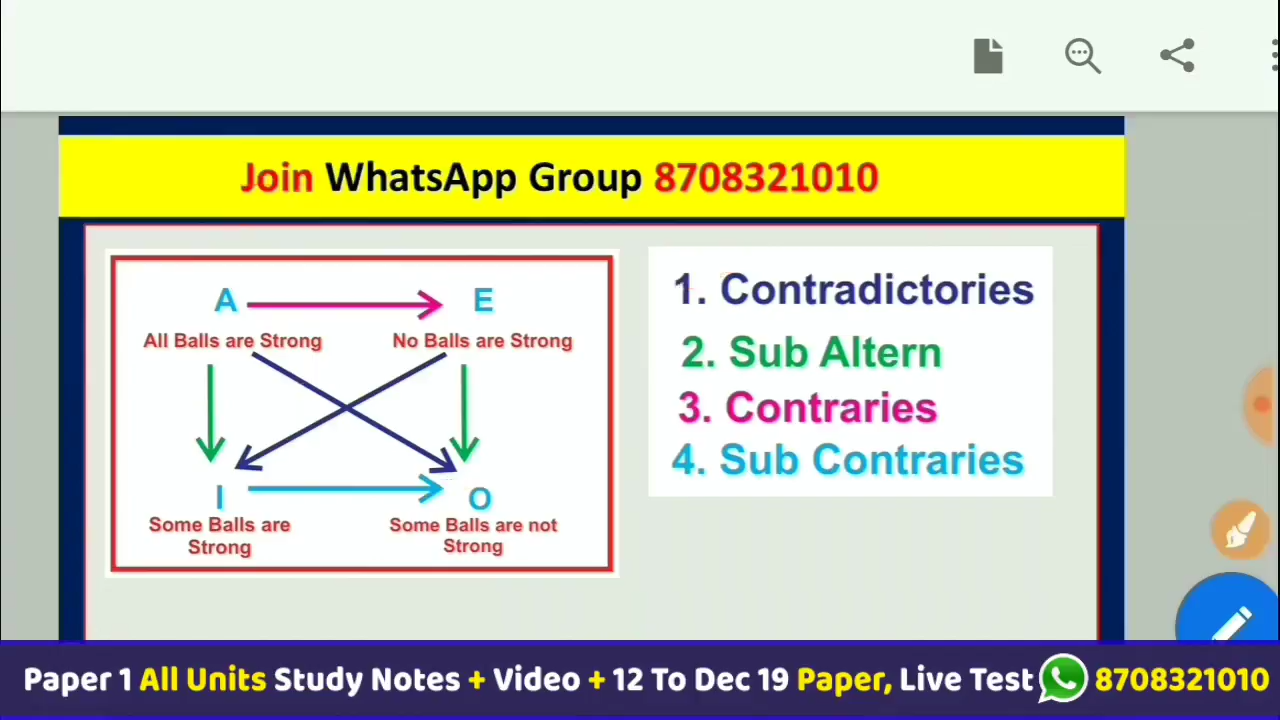 Join WhatsApp Group 8708321010
A
E
All Balls are Strong
No Balls are Strong
I
O
Some Balls are
Strong
Some Balls are not
Strong
1. Contradictories
2. Sub Altern
3. Contraries
4. Sub Contraries
Paper 1 All Units Study Notes + Video + 12 To Dec 19 Paper, Live Test 8708321010